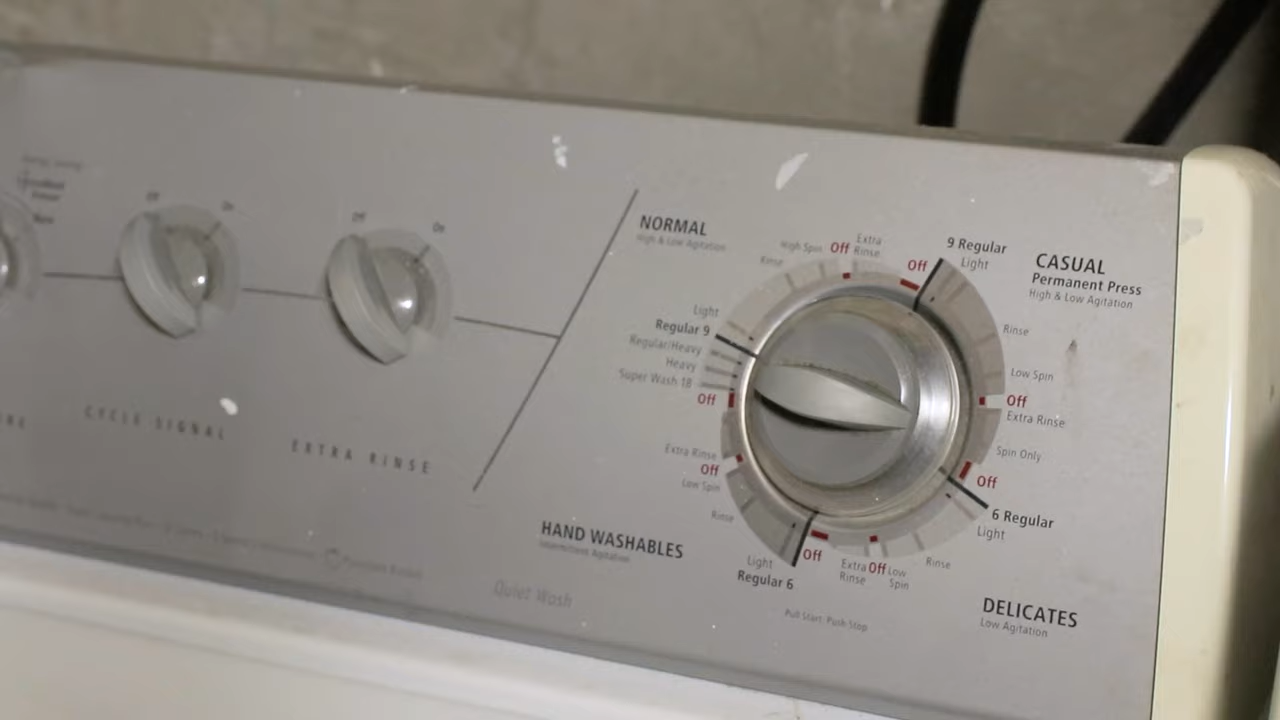 Off
On
Off
On
CYCLE SIGNAL
EXTRA RINSE
NORMAL
High & Low Agitation
Rinse
High Spin
Off
Extra
Rinse
Off
Light
Regular 9
Regular/Heavy
Heavy
Super Wash 18
Off
9 Regular
Light
CASUAL
Permanent Press
High & Low Agitation
Rinse
Low Spin
Off
Extra Rinse
Spin Only
Off
Extra Rinse
Off
Low Spin
Rinse
HAND WASHABLES
Intermittent Agitation
Light
Regular 6
Off
Extra
Rinse
Off
Low
Spin
Rinse
6 Regular
Light
DELICATES
Low Agitation
Quiet Wash
Pull Start Push Stop